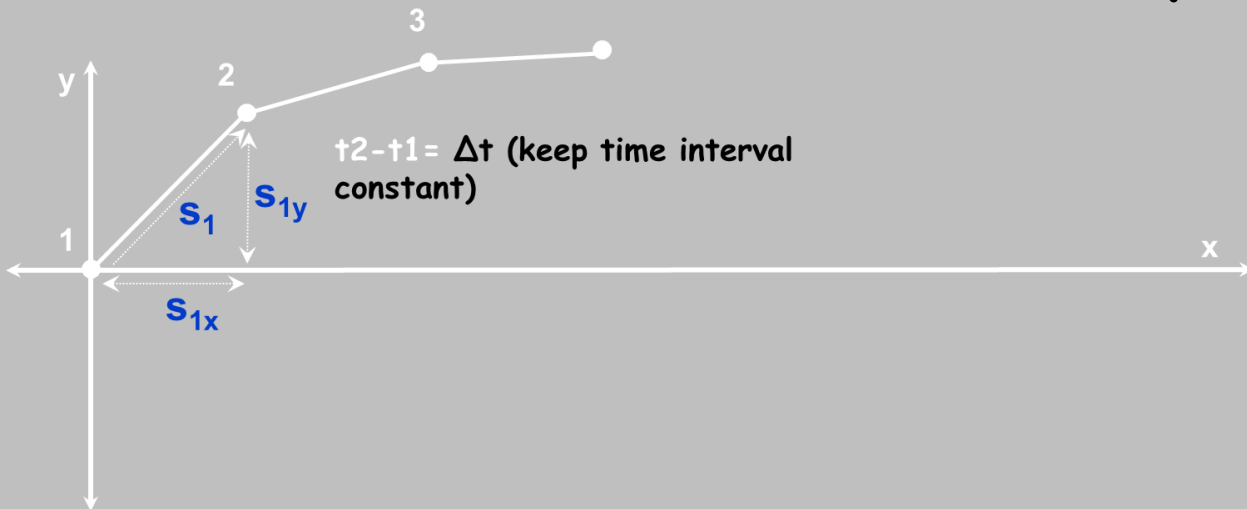 3
2
y
t2-t1= Δt (keep time interval
constant)
s1y
s1
1
x
s1x